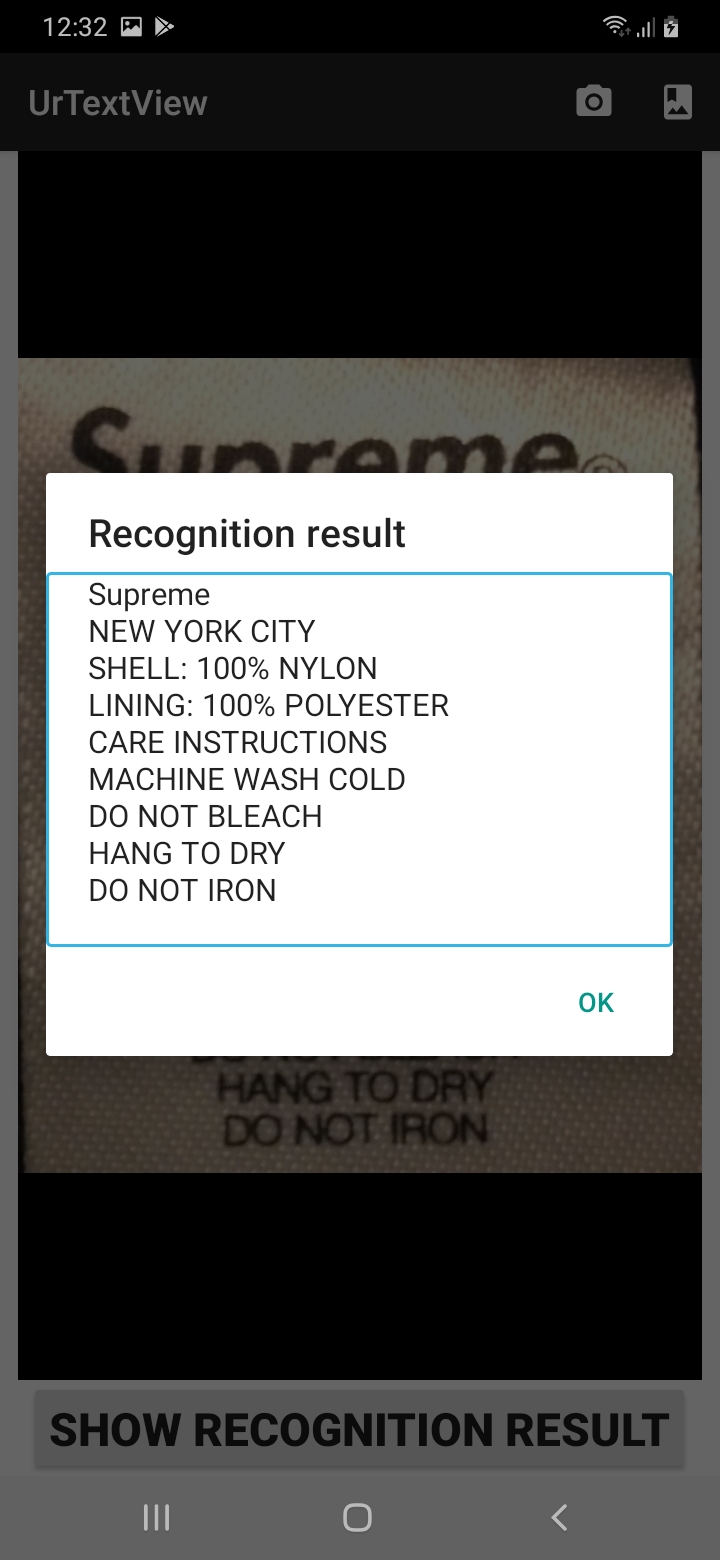 12:32
UrTextView
Supreme®
Recognition result
Supreme
NEW YORK CITY
SHELL: 100% NYLON
LINING: 100% POLYESTER
CARE INSTRUCTIONS
MACHINE WASH COLD
DO NOT BLEACH
HANG TO DRY
DO NOT IRON
OK
HANG TO DRY
DO NOT IRON
SHOW RECOGNITION RESULT